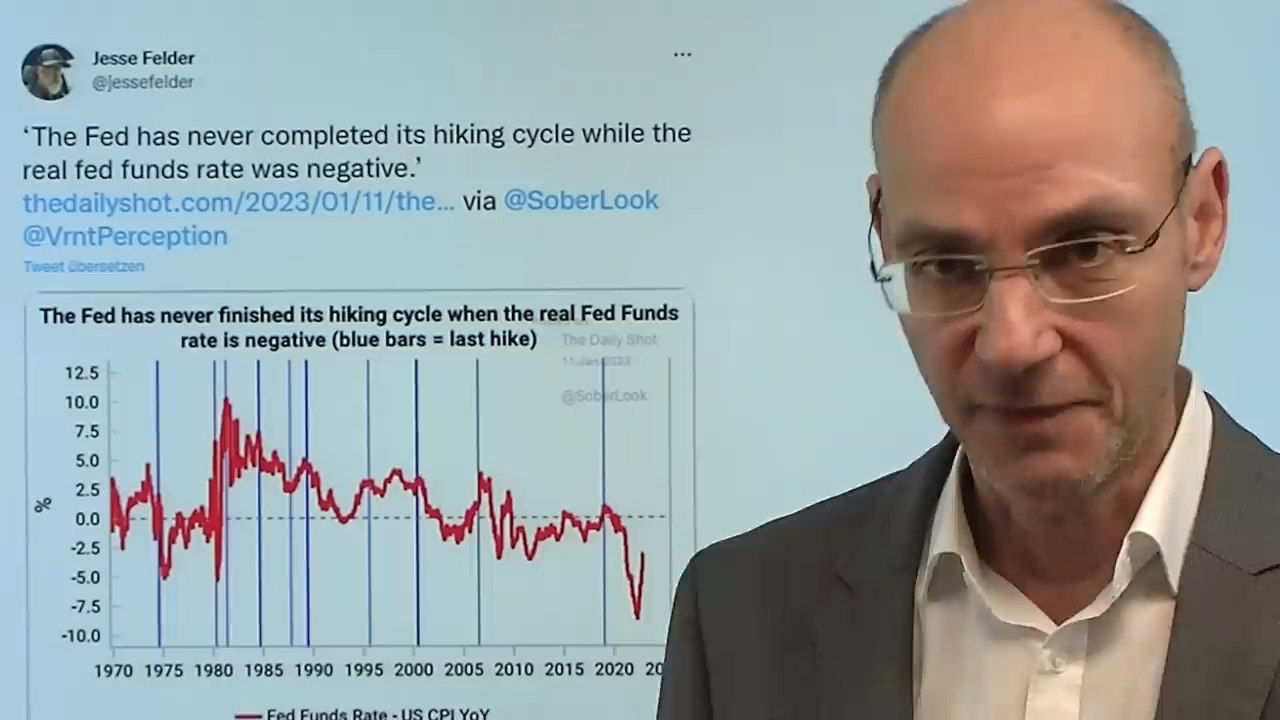 Jesse Felder
@jessefelder
...
‘The Fed has never completed its hiking cycle while the
real fed funds rate was negative.’
thedailyshot.com/2023/01/11/the... via @SoberLook
@VrntPerception
Tweet übersetzen
The Fed has never finished its hiking cycle when the real Fed Funds
rate is negative (blue bars = last hike)
The Daily Shot
11-Jan-2023
@SoberLook
12.5
10.0
7.5
5.0
2.5
0.0
-2.5
-5.0
-7.5
-10.0
%
1970 1975 1980 1985 1990 1995 2000 2005 2010 2015 2020 20
Fed Funds Rate - US CPI YoY